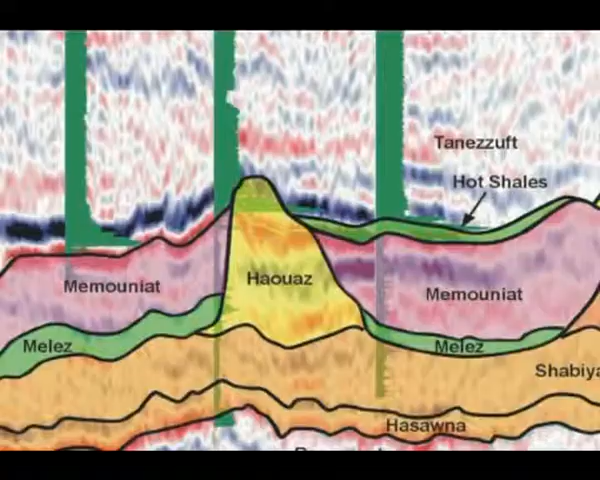 Tanezzuft
Hot Shales
Haouaz
Memouniat
Memouniat
Melez
Melez
Hasawna